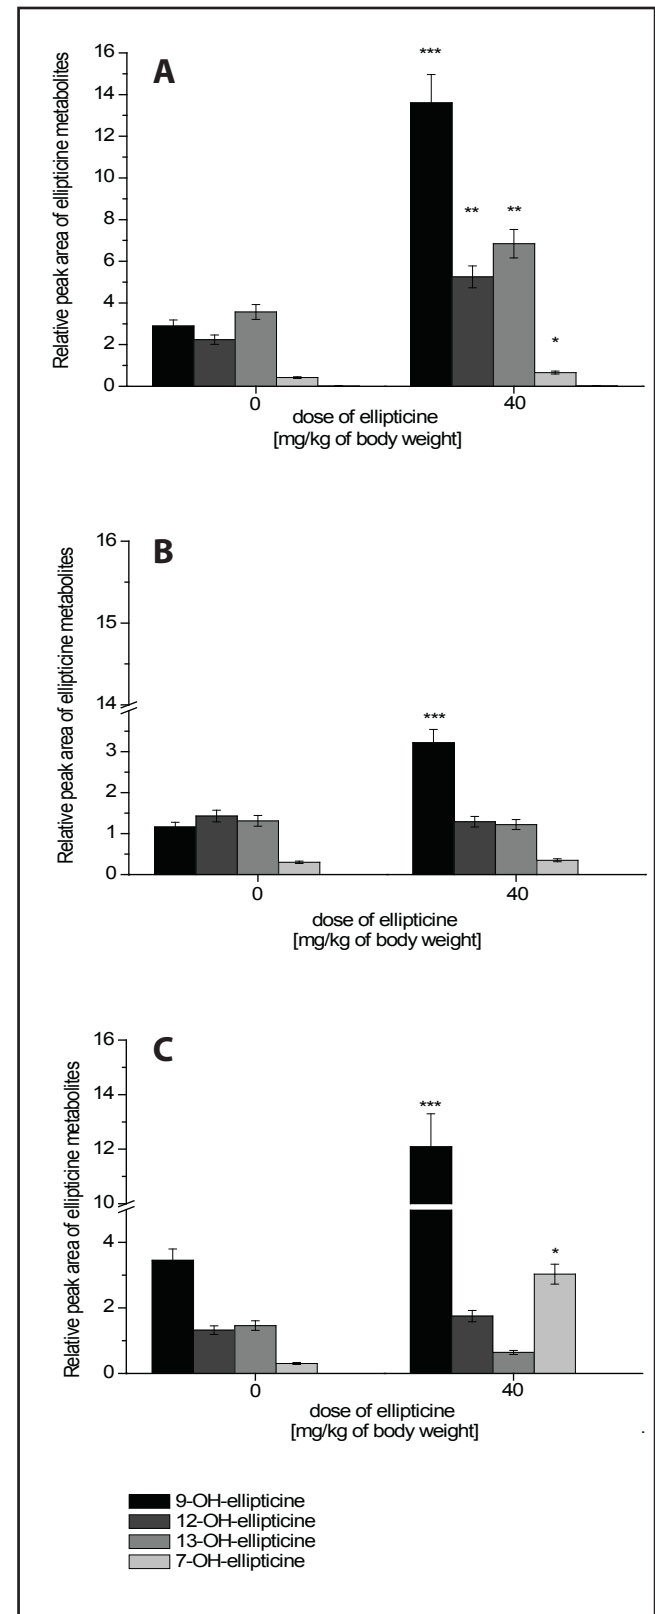 A
Relative peak area of ellipticine metabolites
16
14
12
10
8
6
4
2
0
***
**
**
*
0
40
dose of ellipticine
[mg/kg of body weight]
B
Relative peak area of ellipticine metabolites
16
15
14
3
2
1
0
***
0
40
dose of ellipticine
[mg/kg of body weight]
C
Relative peak area of ellipticine metabolites
16
14
12
10
4
2
0
***
*
0
40
dose of ellipticine
[mg/kg of body weight]
9-OH-ellipticine
12-OH-ellipticine
13-OH-ellipticine
7-OH-ellipticine